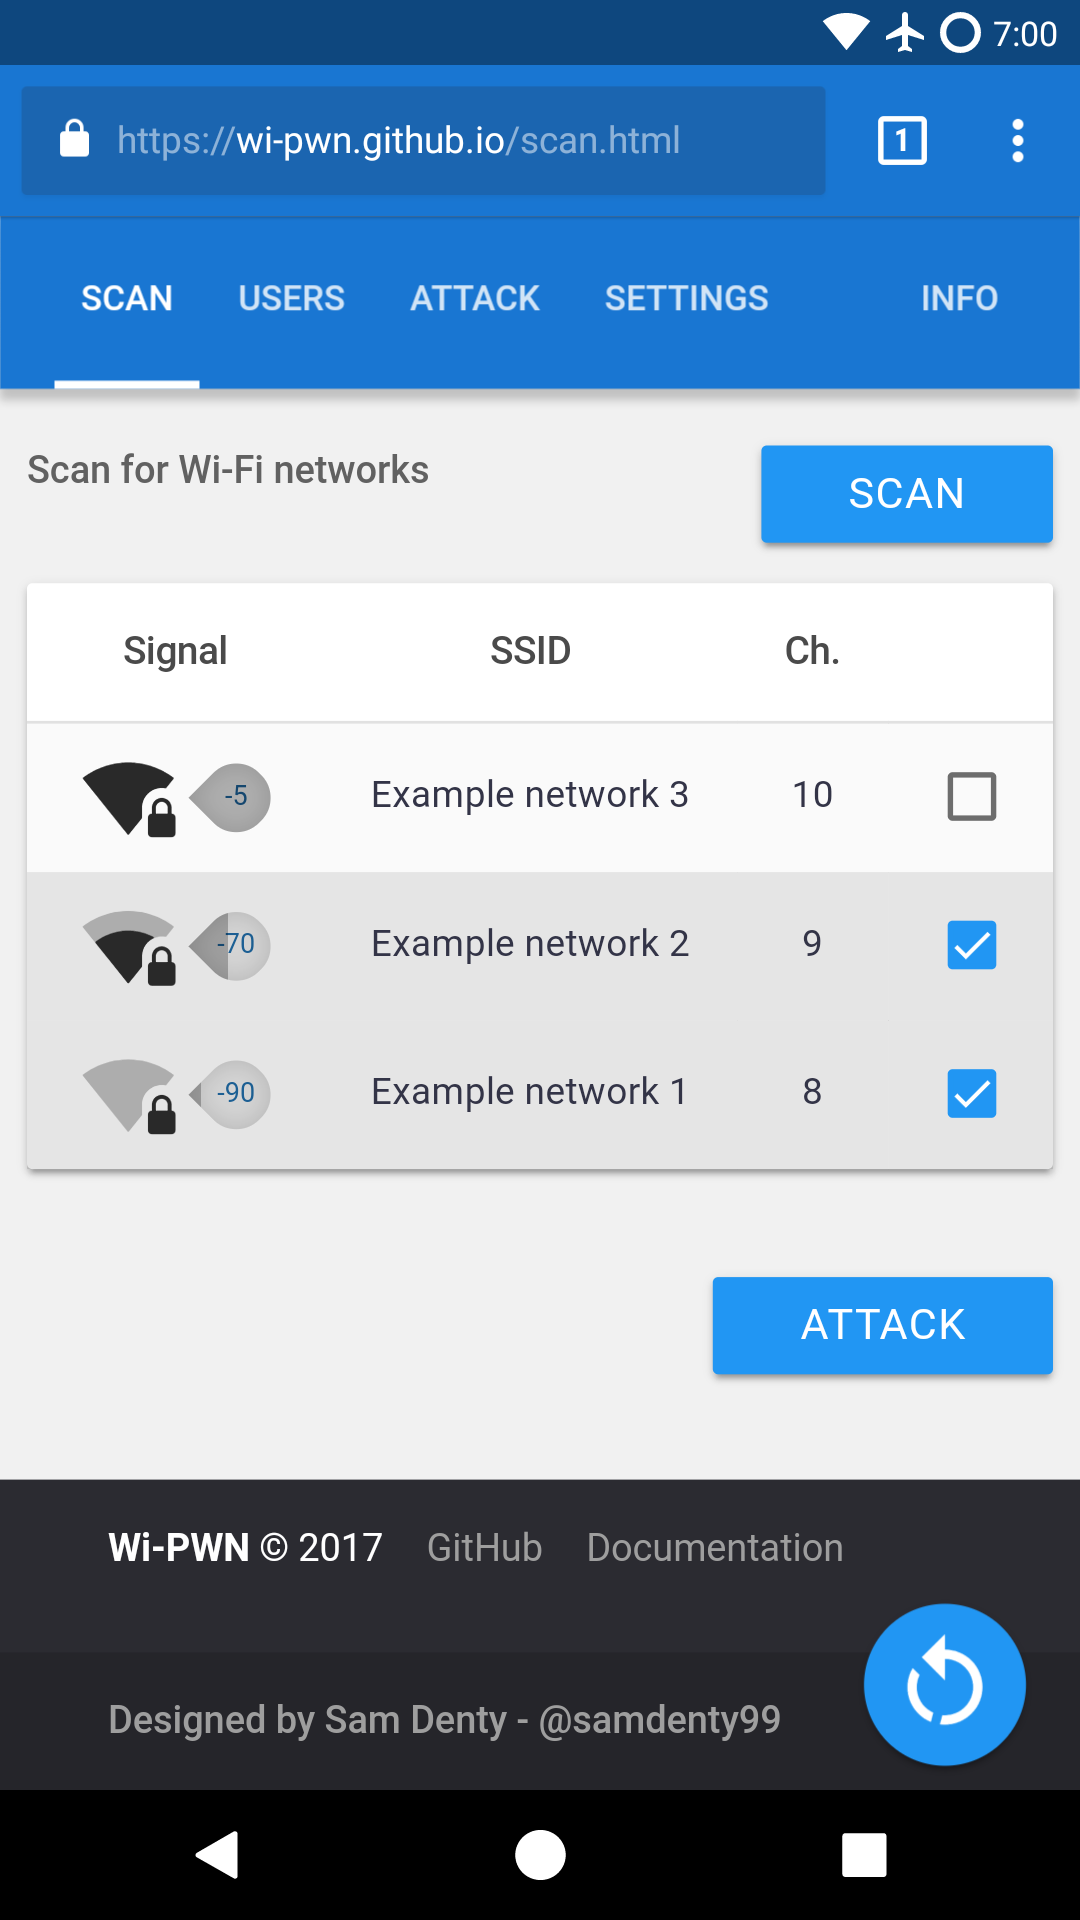 7:00
https://wi-pwn.github.io/scan.html
1
SCAN USERS ATTACK SETTINGS INFO
Scan for Wi-Fi networks
SCAN
Signal SSID Ch.
-5 Example network 3 10
-70 Example network 2 9
-90 Example network 1 8
ATTACK
Wi-PWN © 2017 GitHub Documentation
Designed by Sam Denty - @samdenty99